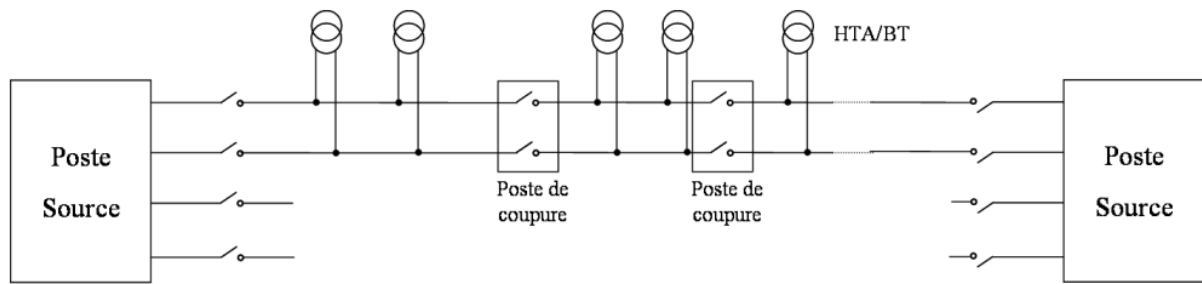 HTA/BT
Poste
Source
Poste de
coupure
Poste de
coupure
Poste
Source